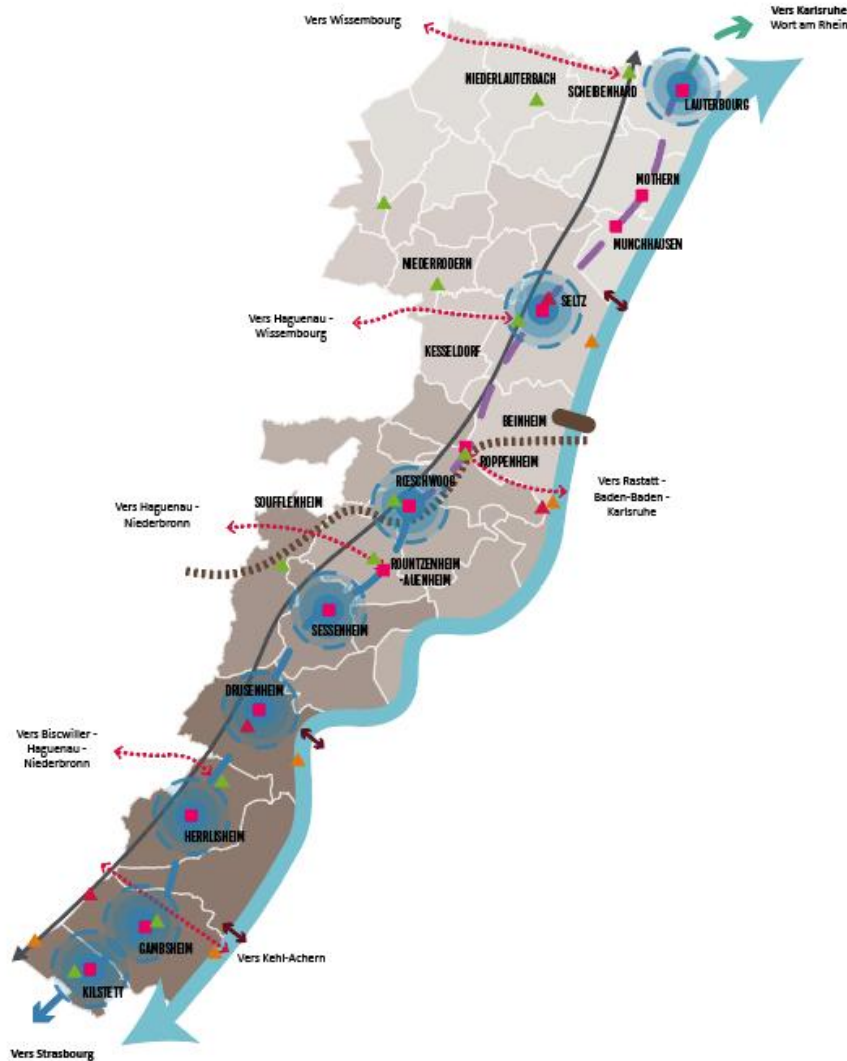 Vers Karlsruhe
Wort am Rhein
Vers Wissembourg
NIEDERLAUTERBACH
SCHEIBENHARD
LAUTERBOURG
MOTHERN
MUNCHHAUSEN
NIEDERRODERN
SELTZ
Vers Haguenau -
Wissembourg
KESSELDORF
BEINHEIM
ROPPENHEIM
RŒSCHWOOG
Vers Rastatt -
Baden-Baden -
Karlsruhe
SOUFFLENHEIM
Vers Haguenau -
Niederbronn
ROUNTZENHEIM
-AUENHEIM
SESSENHEIM
DRUSENHEIM
Vers Biscwiller -
Haguenau -
Niederbronn
HERRLISHEIM
GAMBSHEIM
Vers Kehl-Achern
KILSTETT
Vers Strasbourg